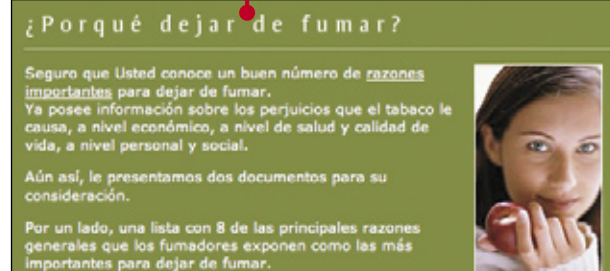 ¿Porqué dejar de fumar?
Seguro que Usted conoce un buen número de razones
importantes para dejar de fumar.
Ya posee información sobre los perjuicios que el tabaco le
causa, a nivel económico, a nivel de salud y calidad de
vida, a nivel personal y social.
Aún así, le presentamos dos documentos para su
consideración.
Por un lado, una lista con 8 de las principales razones
generales que los fumadores exponen como las más
importantes para dejar de fumar.